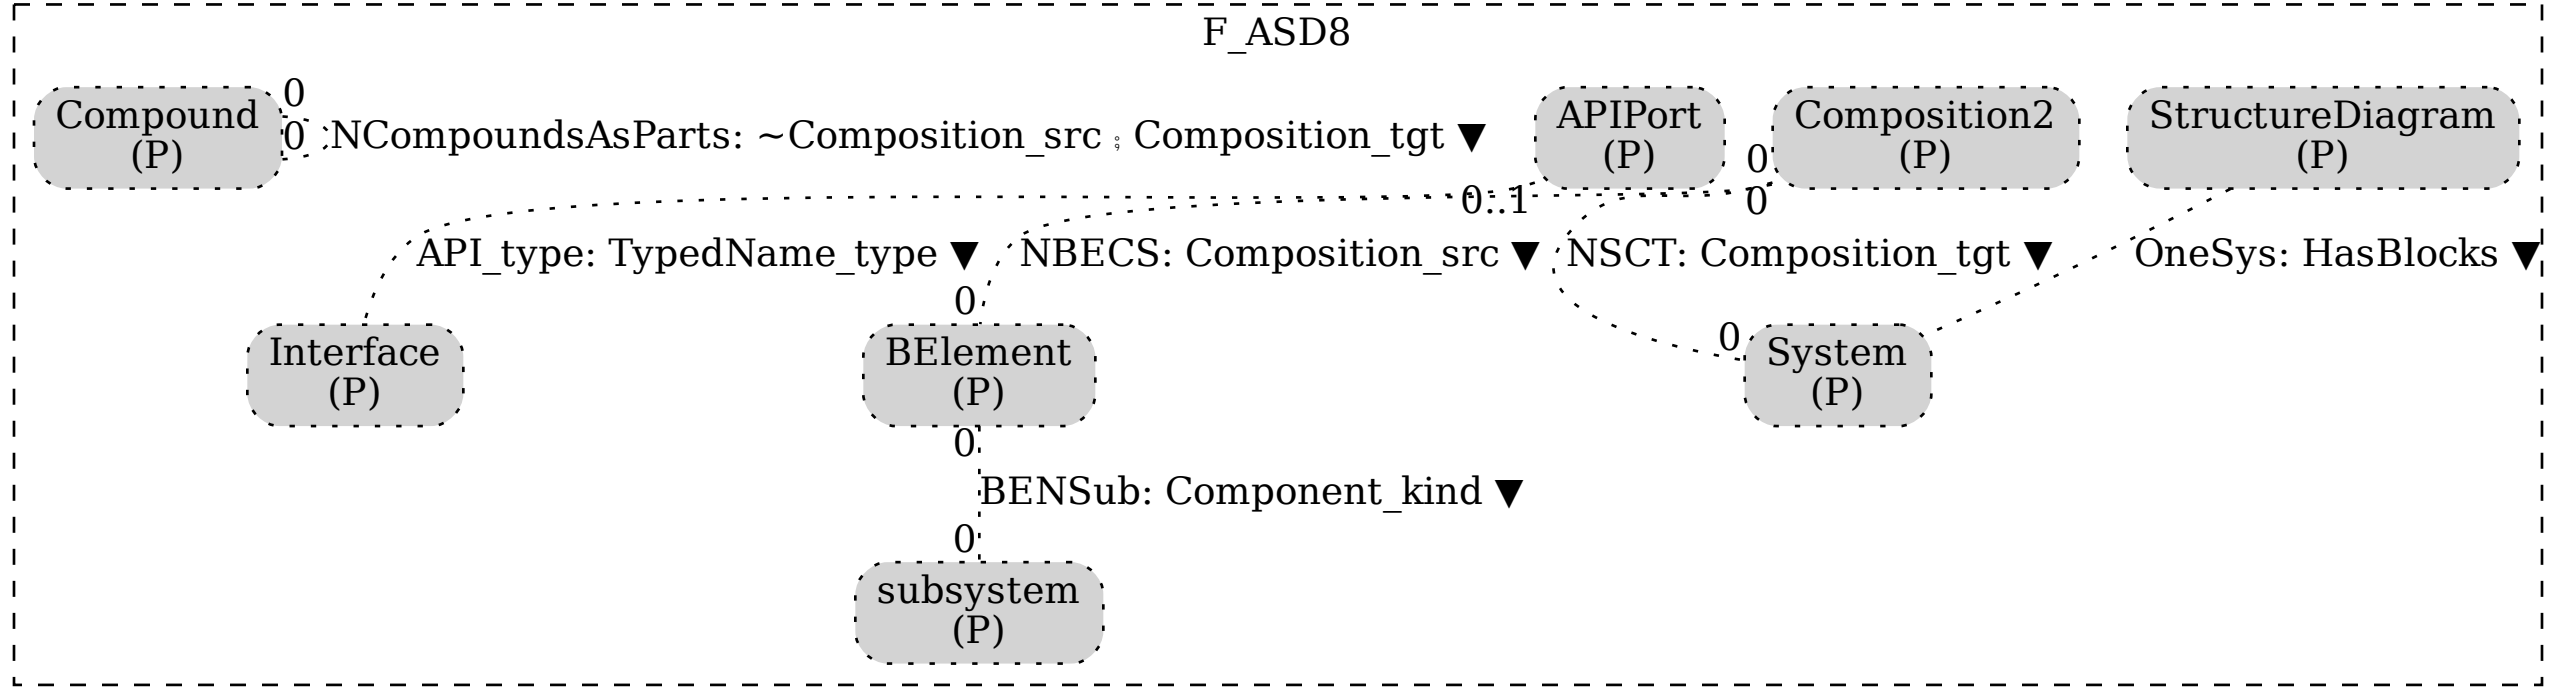 F_ASD8
Compound
(P)
0
0
NCompoundsAsParts: ~Composition_src ⨾ Composition_tgt ▼
APIPort
(P)
Composition2
(P)
StructureDiagram
(P)
0
0
0..1
API_type: TypedName_type ▼
NBECS: Composition_src ▼
NSCT: Composition_tgt ▼
OneSys: HasBlocks ▼
0
0
Interface
(P)
BElement
(P)
System
(P)
0
BENSub: Component_kind ▼
0
subsystem
(P)